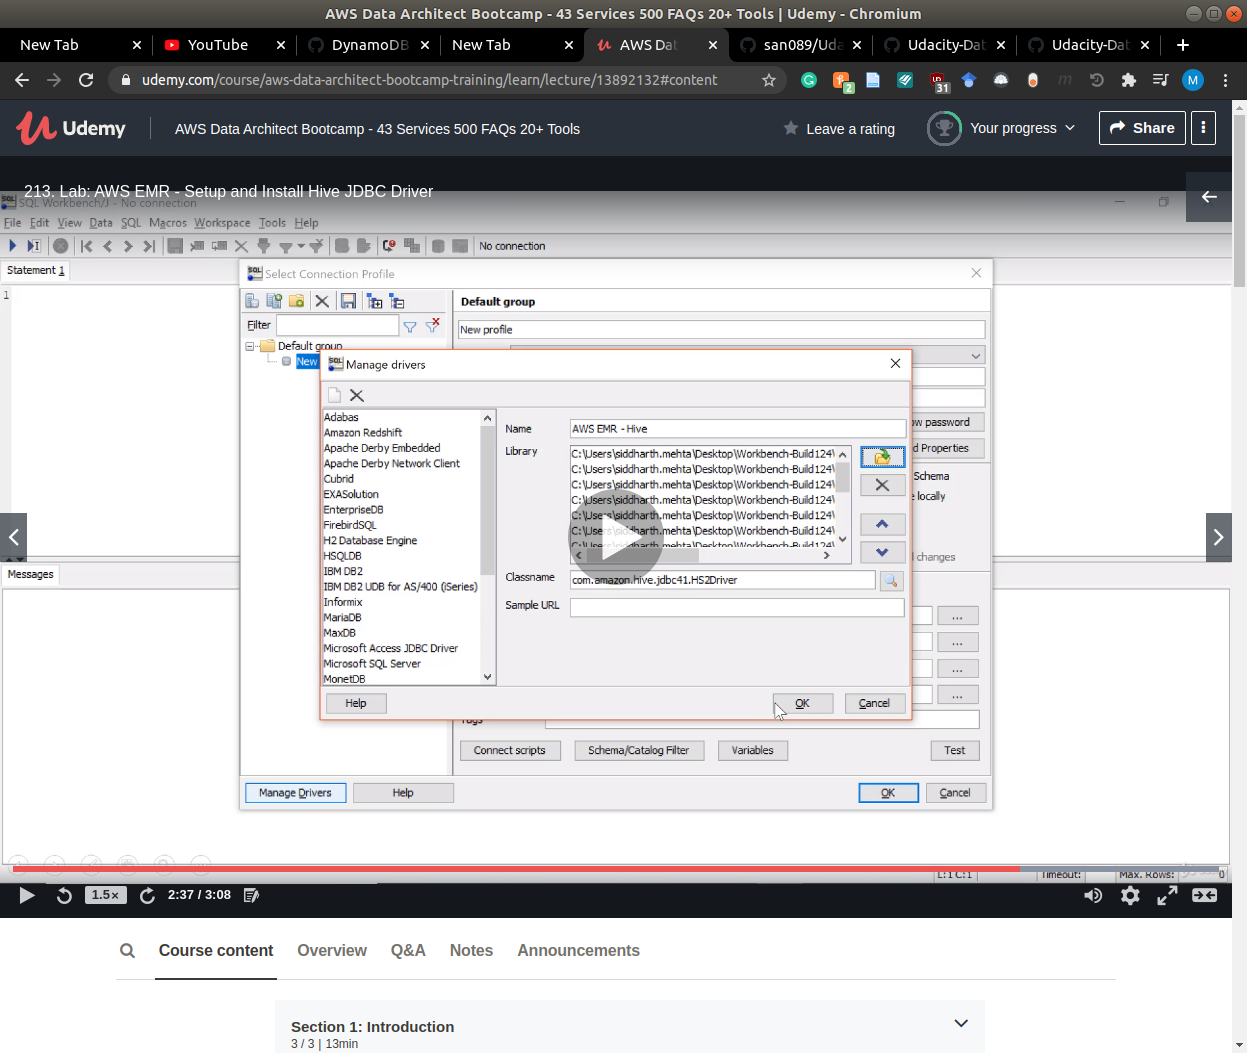 AWS Data Architect Bootcamp - 43 Services 500 FAQs 20+ Tools | Udemy - Chromium
New Tab
YouTube
DynamoDB
New Tab
AWS Dat
san089/Uda
Udacity-Dat
Udacity-Dat
udemy.com/course/aws-data-architect-bootcamp-training/learn/lecture/13892132#content
2
31
M
Udemy
AWS Data Architect Bootcamp - 43 Services 500 FAQs 20+ Tools
Leave a rating
Your progress
Share
213. Lab: AWS EMR - Setup and Install Hive JDBC Driver
SQL Workbench/J - No connection
File Edit View Data SQL Macros Workspace Tools Help
No connection
Statement 1
1
Select Connection Profile
Default group
Filter
New profile
Default group
New
Manage drivers
Adabas
Amazon Redshift
Apache Derby Embedded
Apache Derby Network Client
Cubrid
EXASolution
EnterpriseDB
FirebirdSQL
H2 Database Engine
HSQLDB
IBM DB2
IBM DB2 UDB for AS/400 (iSeries)
Informix
MariaDB
MaxDB
Microsoft Access JDBC Driver
Microsoft SQL Server
MonetDB
Name
AWS EMR - Hive
Library
C:\Users\siddharth.mehta\Desktop\Workbench-Build124\
C:\Users\siddharth.mehta\Desktop\Workbench-Build124\
C:\Users\siddharth.mehta\Desktop\Workbench-Build124\
C:\Users\siddharth.mehta\Desktop\Workbench-Build124\
C:\Users\siddharth.mehta\Desktop\Workbench-Build124\
C:\Users\siddharth.mehta\Desktop\Workbench-Build124\
C:\Users\siddharth.mehta\Desktop\Workbench-Build124\
Classname
com.amazon.hive.jdbc41.HS2Driver
Sample URL
Help
OK
Cancel
ow password
d Properties
Schema
e locally
l changes
...
...
...
...
Tags
Connect scripts
Schema/Catalog Filter
Variables
Test
Manage Drivers
Help
OK
Cancel
Messages
L:1 C:1
Timeout:
Max. Rows:
0
1.5×
2:37 / 3:08
Course content
Overview
Q&A
Notes
Announcements
Section 1: Introduction
3 / 3 | 13min